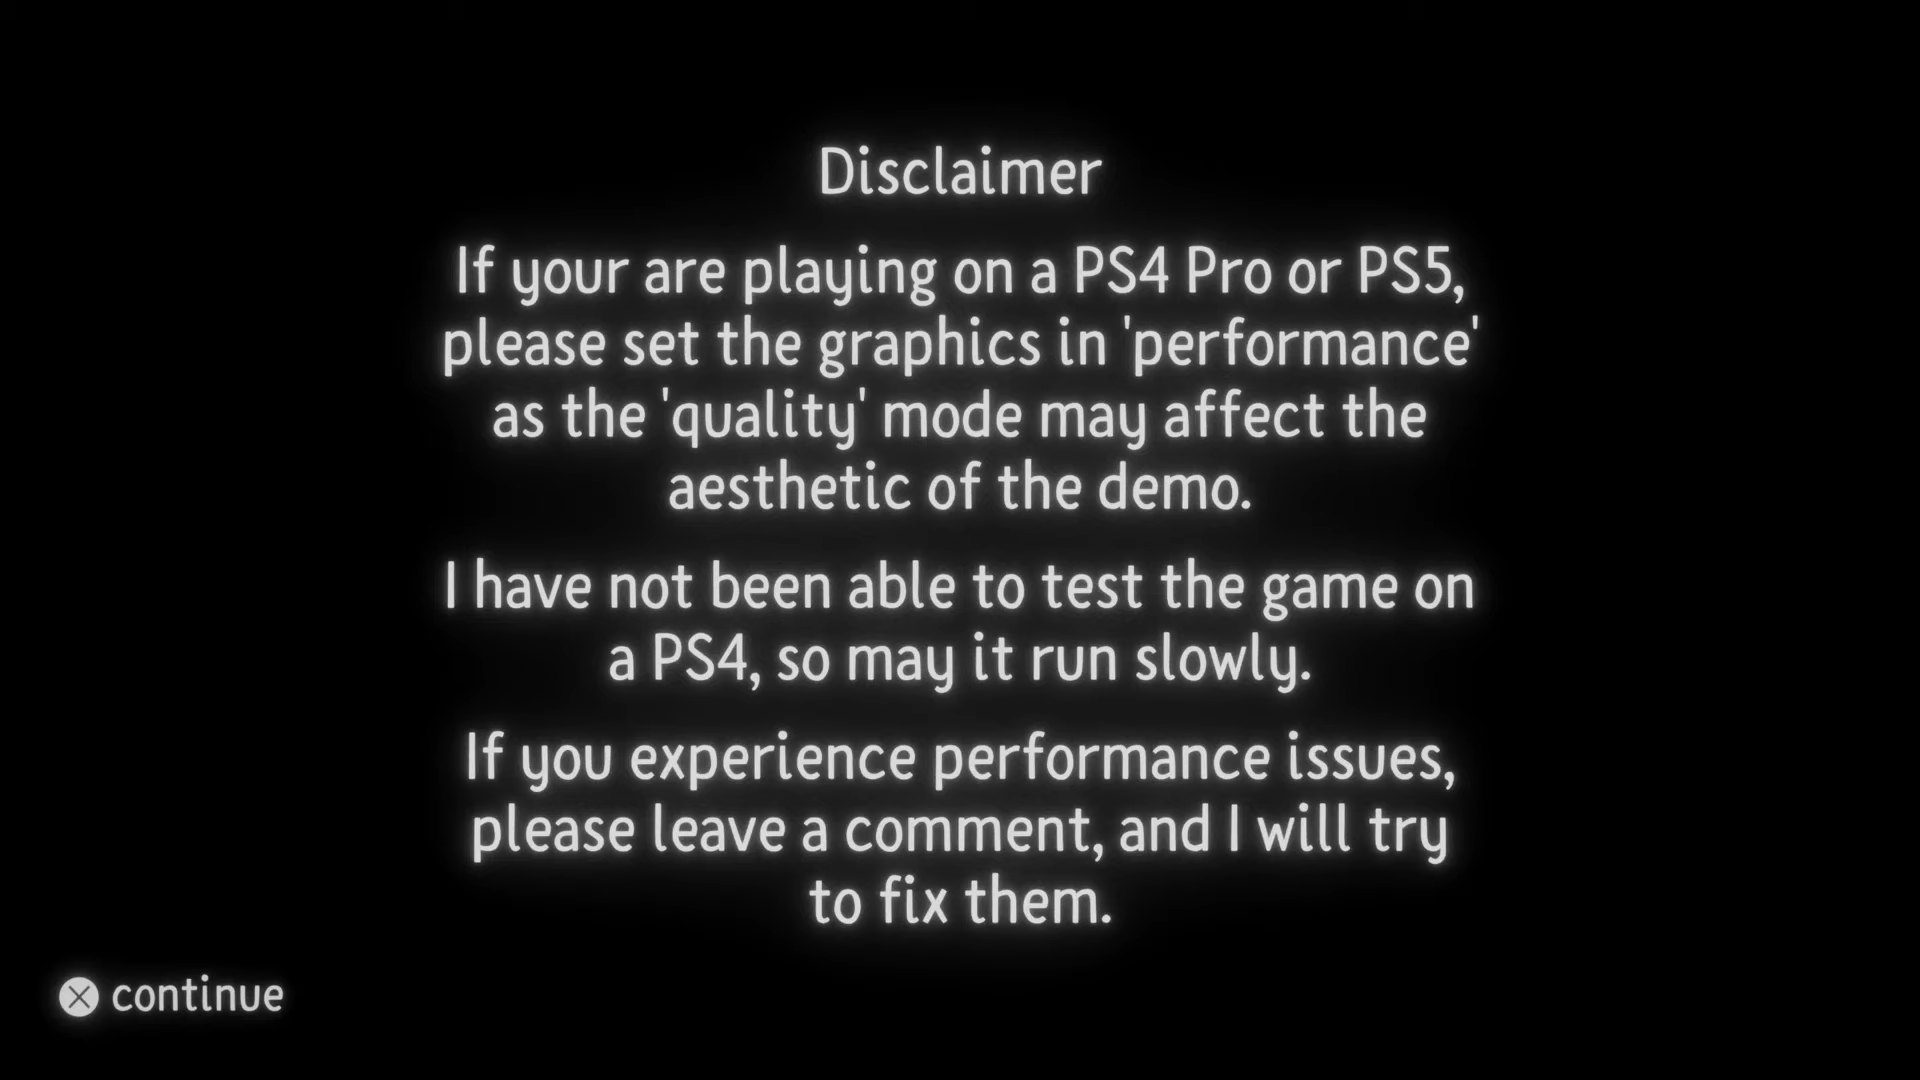 Disclaimer
If your are playing on a PS4 Pro or PS5,
please set the graphics in 'performance'
as the 'quality' mode may affect the
aesthetic of the demo.
I have not been able to test the game on
a PS4, so may it run slowly.
If you experience performance issues,
please leave a comment, and I will try
to fix them.
continue